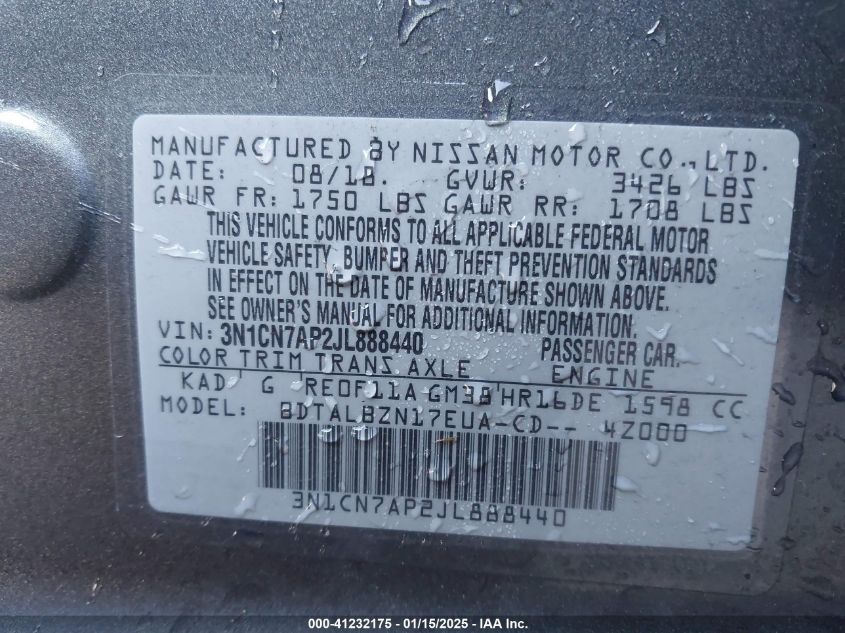 MANUFACTURED BY NISSAN MOTOR CO., LTD.
DATE: 08/18. GVWR: 3426 LBS
GAWR FR: 1750 LBS GAWR RR: 1708 LBS
THIS VEHICLE CONFORMS TO ALL APPLICABLE FEDERAL MOTOR
VEHICLE SAFETY, BUMPER AND THEFT PREVENTION STANDARDS
IN EFFECT ON THE DATE OF MANUFACTURE SHOWN ABOVE.
SEE OWNER'S MANUAL FOR ADDITIONAL INFORMATION.
VIN: 3N1CN7AP2JL888440 PASSENGER CAR.
COLOR TRIM TRANS AXLE ENGINE
KAD G RE0F11A GM38 HR16DE 1598 CC
MODEL: BDTALBZN17EUA-CD-- 4Z000
3N1CN7AP2JL888440
000-41232175 - 01/15/2025 - IAA Inc.